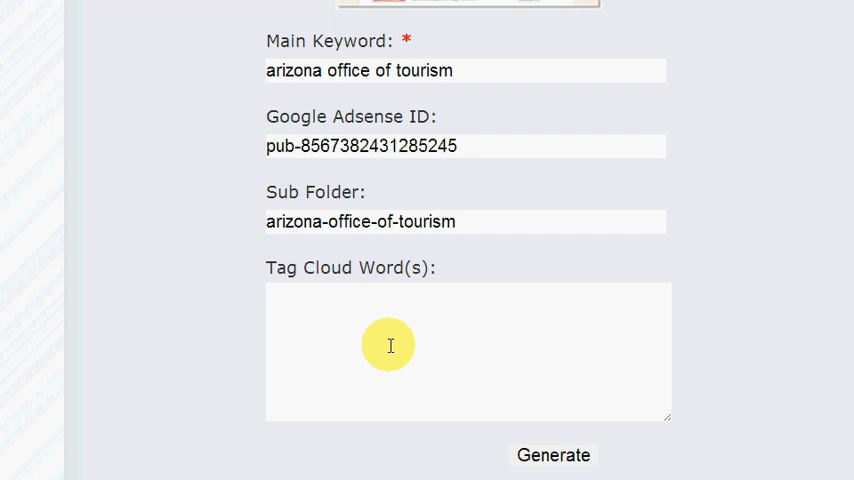 Main Keyword: *
arizona office of tourism
Google Adsense ID:
pub-8567382431285245
Sub Folder:
arizona-office-of-tourism
Tag Cloud Word(s):
Generate